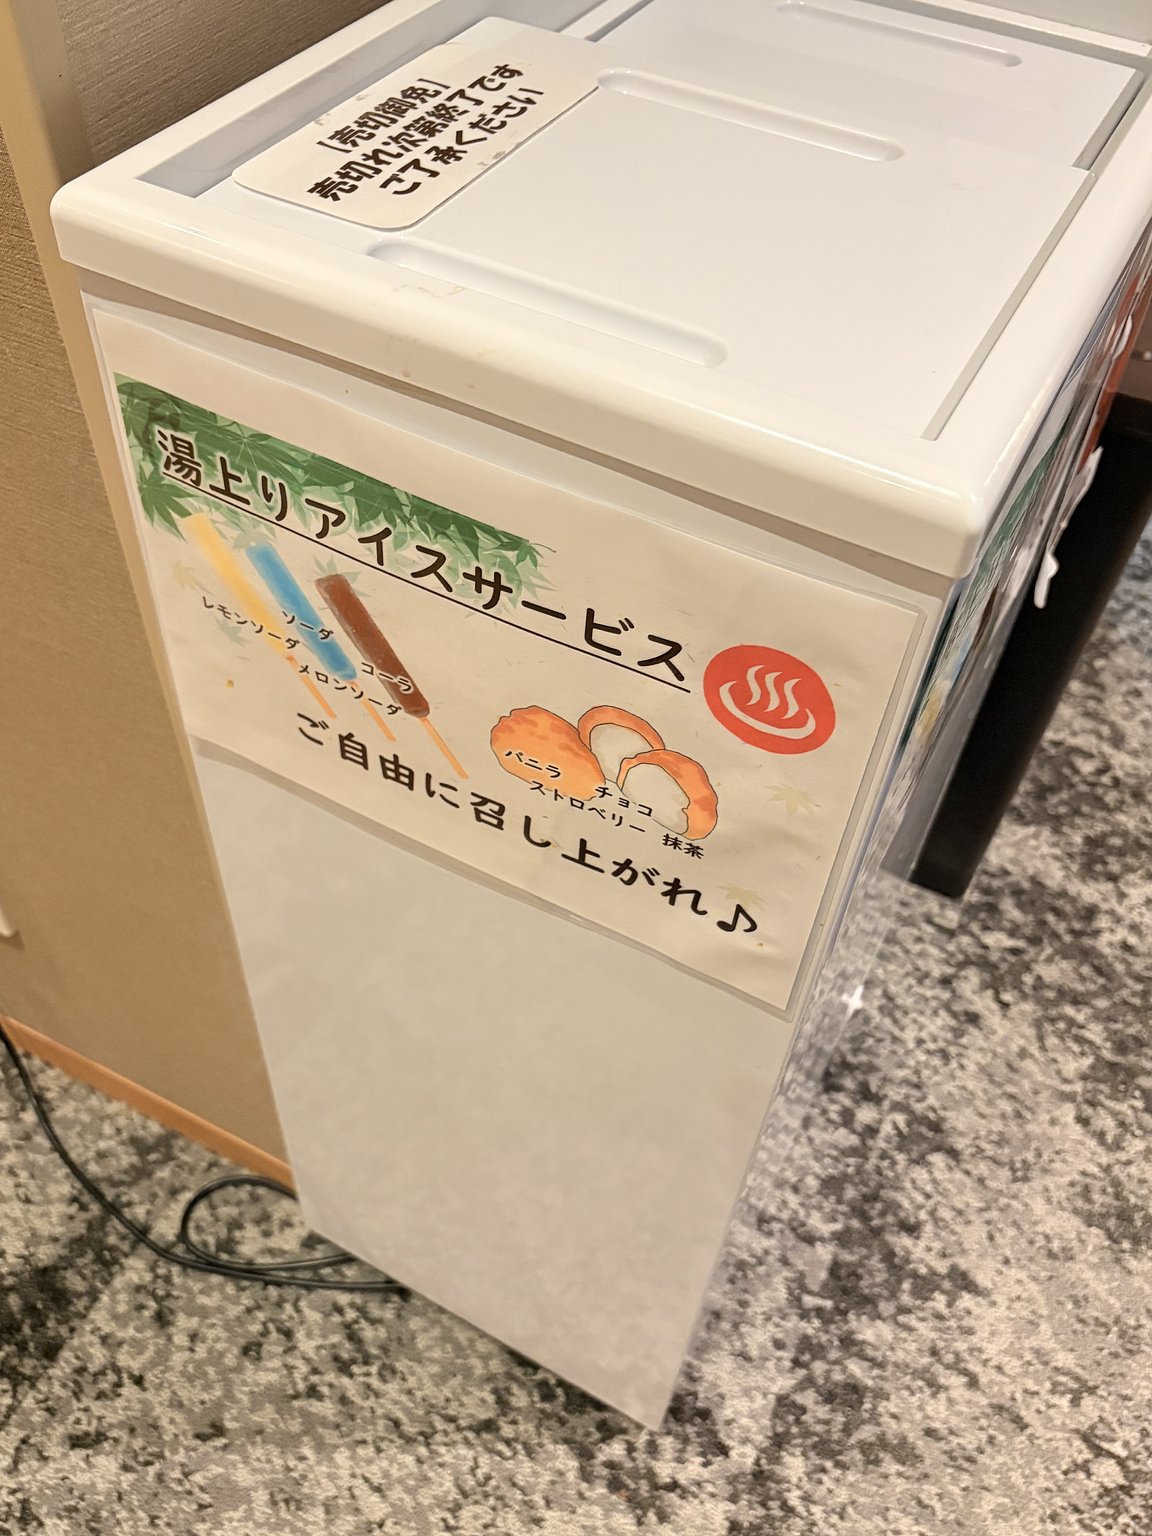 【売切御免】
売切れ次第終了です
ご了承ください
湯上りアイスサービス
レモンソーダ
ソーダ
メロンソーダ
コーラ
バニラ
チョコ
ストロベリー
抹茶
ご自由に召し上がれ♪